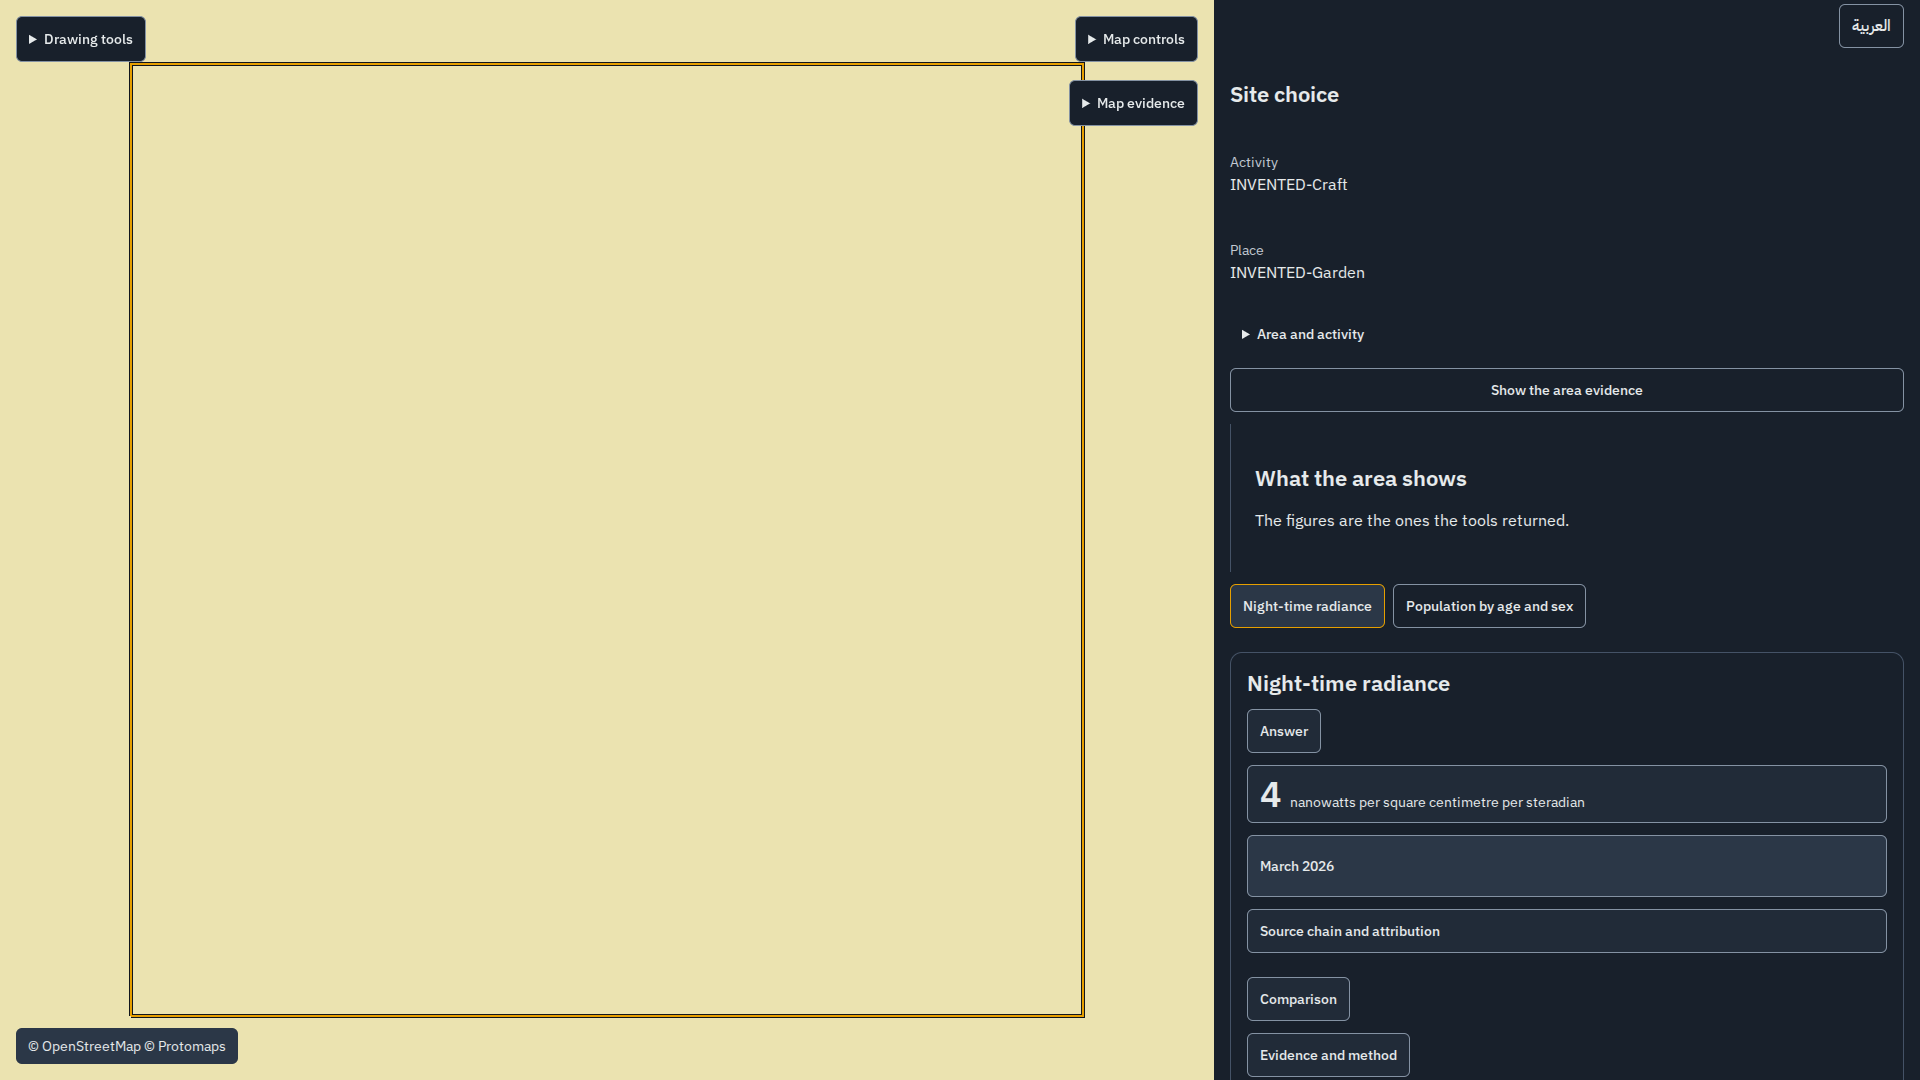 Drawing tools
Map controls
Map evidence
© OpenStreetMap © Protomaps
العربية
Site choice
Activity
INVENTED-Craft
Place
INVENTED-Garden
Area and activity
Show the area evidence
What the area shows
The figures are the ones the tools returned.
Night-time radiance
Population by age and sex
Night-time radiance
Answer
4 nanowatts per square centimetre per steradian
March 2026
Source chain and attribution
Comparison
Evidence and method